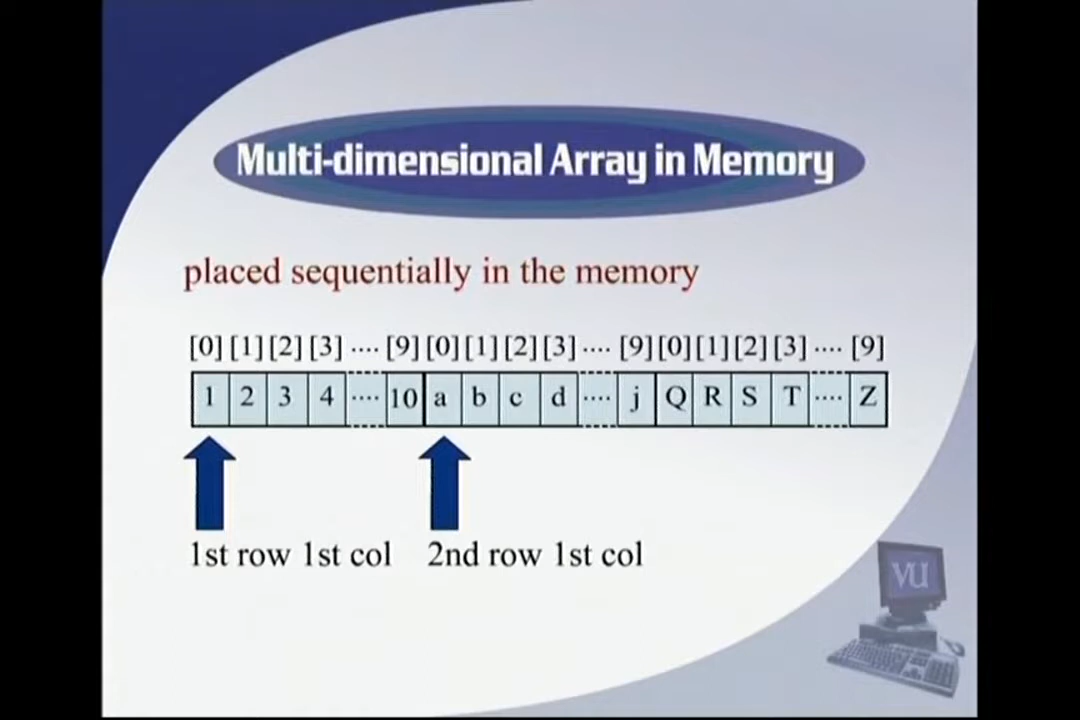 Multi-dimensional Array in Memory
placed sequentially in the memory
[0] [1] [2] [3] .... [9] [0] [1] [2] [3] .... [9] [0] [1] [2] [3] .... [9]
1 2 3 4 .... 10 a b c d .... j Q R S T .... Z
1st row 1st col 2nd row 1st col
VU